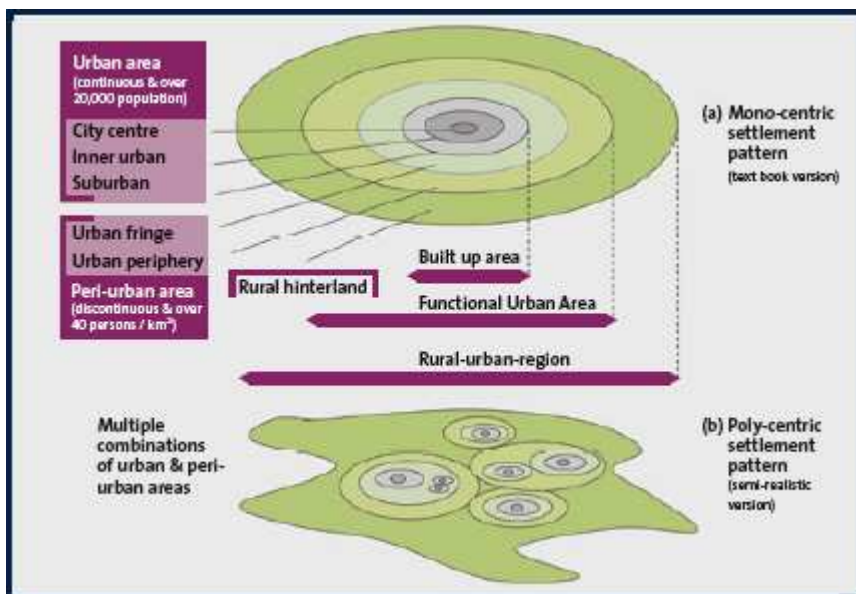 Urban area
(continuous & over
20,000 population)
City centre
Inner urban
Suburban
Urban fringe
Urban periphery
Peri-urban area
(discontinuous & over
40 persons / km²)
Rural hinterland
Built up area
Functional Urban Area
Rural-urban-region
(a) Mono-centric
settlement
pattern
(text book version)
Multiple
combinations
of urban & peri-
urban areas
(b) Poly-centric
settlement
pattern
(semi-realistic
version)